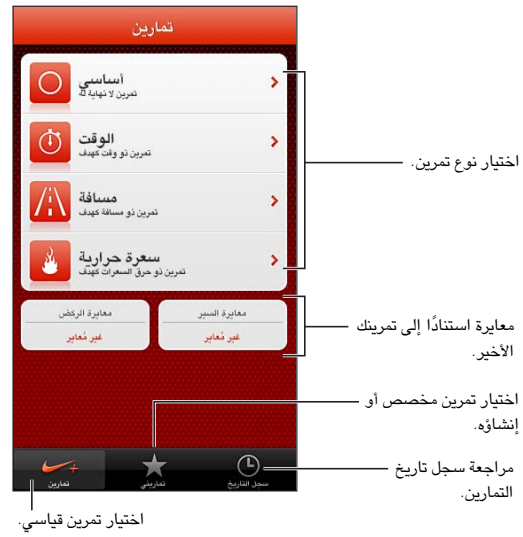 تمارين
أساسي
تمرين لا نهاية له
الوقت
تمرين ذو وقت كهدف
مسافة
تمرين ذو مسافة كهدف
سعرة حرارية
تمرين ذو حرق السعرات كهدف
اختيار نوع تمرين.
معايرة السير
غير مُعاير
معايرة الركض
غير مُعاير
معايرة استنادًا إلى تمرينك
الأخير.
اختيار تمرين مخصص أو
إنشاؤه.
مراجعة سجل تاريخ
التمارين.
سجل التاريخ
تماريني
تمارين
اختيار تمرين قياسي.